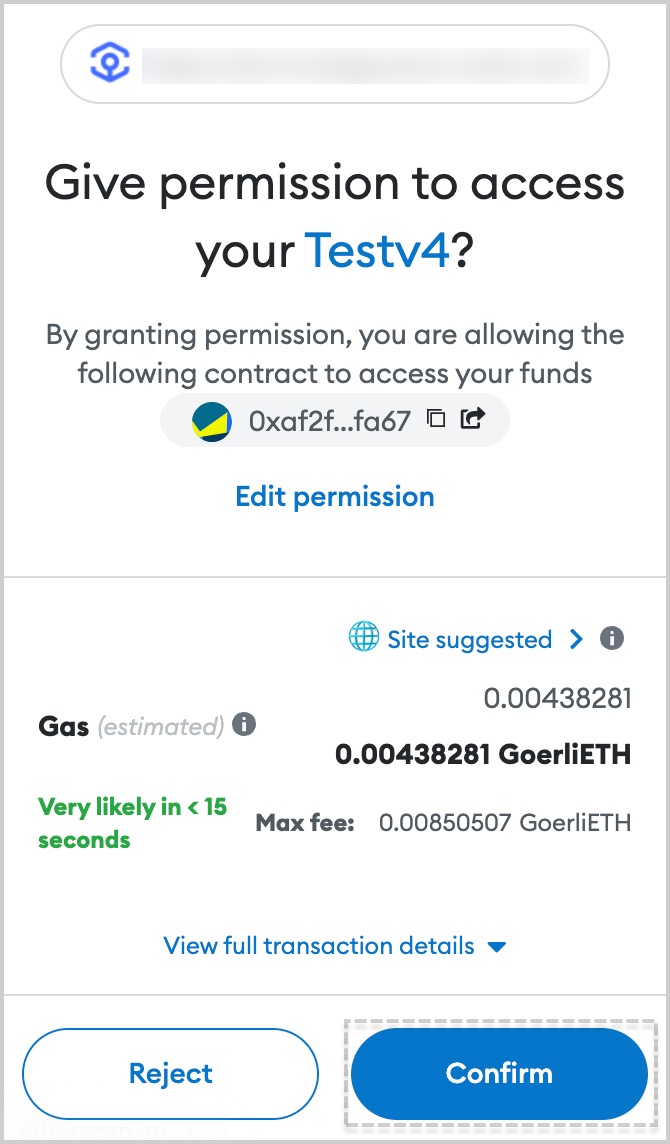 Give permission to access
your Testv4?
By granting permission, you are allowing the
following contract to access your funds
0xaf2f...fa67
Edit permission
Site suggested
0.00438281
Gas (estimated)
0.00438281 GoerliETH
Very likely in < 15
seconds
Max fee: 0.00850507 GoerliETH
View full transaction details
Reject
Confirm